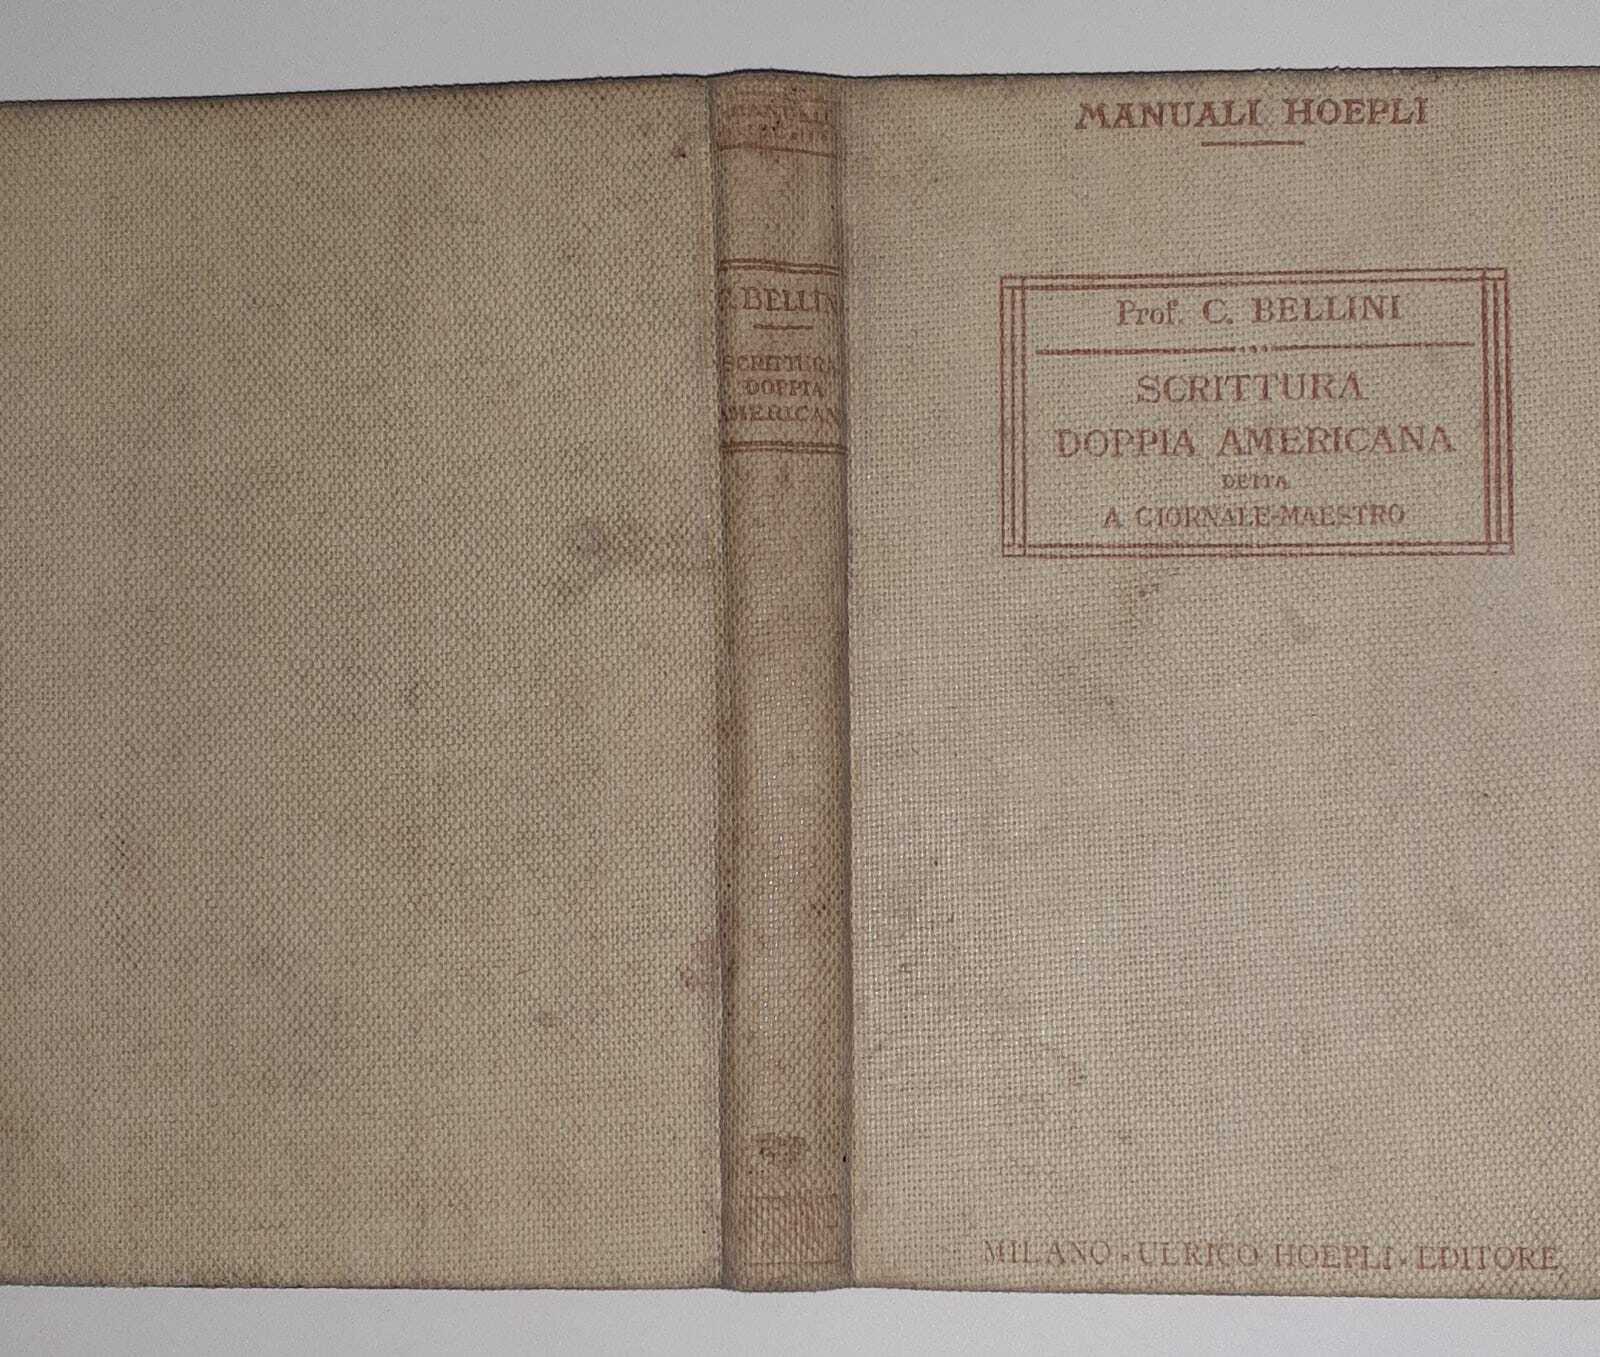 C. BELLINI
SCRITTURA
DOPPIA
AMERICANA
MANUALI HOEPLI
Prof. C. BELLINI
SCRITTURA
DOPPIA AMERICANA
DETTA
A GIORNALE-MAESTRO
MILANO - ULRICO HOEPLI - EDITORE